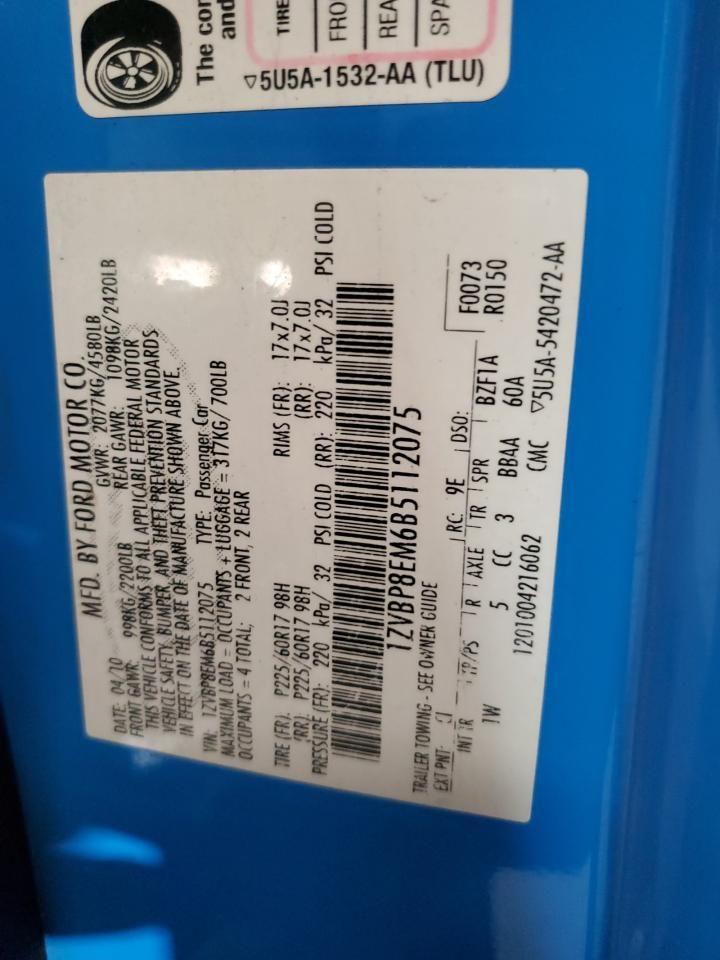 The cor
and
TIRE
FRO
REA
SPA
▽5U5A-1532-AA (TLU)
MFD. BY FORD MOTOR CO.
DATE: 04/10 GVWR: 2077KG/4580LB
FRONT GAWR: 998KG/2200LB REAR GAWR: 1098KG/2420LB
THIS VEHICLE CONFORMS TO ALL APPLICABLE FEDERAL MOTOR
VEHICLE SAFETY, BUMPER, AND THEFT PREVENTION STANDARDS
IN EFFECT ON THE DATE OF MANUFACTURE SHOWN ABOVE.
VIN: 1ZVBP8EM6B5112075 TYPE: Passenger Car
MAXIMUM LOAD = OCCUPANTS + LUGGAGE = 317KG/ 700LB
OCCUPANTS = 4 TOTAL; 2 FRONT, 2 REAR
TIRE (FR): P225/60R17 98H RIMS (FR): 17x7.0J
(RR): P225/60R17 98H (RR): 17x7.0J
PRESSURE (FR): 220 kPa/ 32 PSI COLD (RR): 220 kPa/ 32 PSI COLD
1ZVBP8EM6B5112075
TRAILER TOWING - SEE OWNER GUIDE
EXT PNT: RC: 9E DSO: F0073
INT TR TP/PS R AXLE TR SPR R0150
1W 5 CC 3 BB4A BZF1A
1201004216062 CMC 60A
▽5U5A-5420472-AA